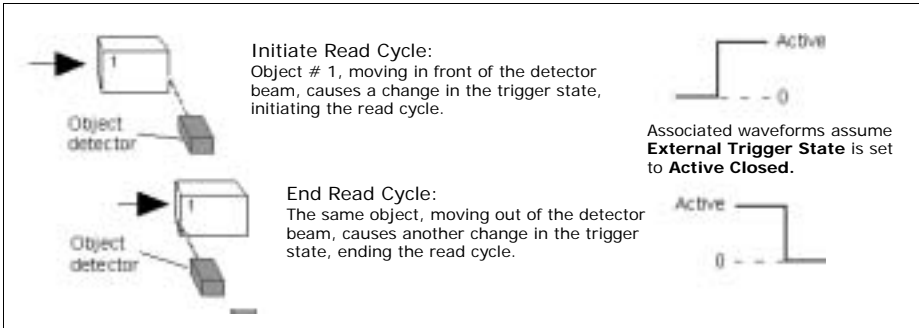 Initiate Read Cycle:
Object # 1, moving in front of the detector
beam, causes a change in the trigger state,
initiating the read cycle.
1
Object
detector
Active
0
Associated waveforms assume
External Trigger State is set
to Active Closed.
End Read Cycle:
The same object, moving out of the detector
beam, causes another change in the trigger
state, ending the read cycle.
1
Object
detector
Active
0